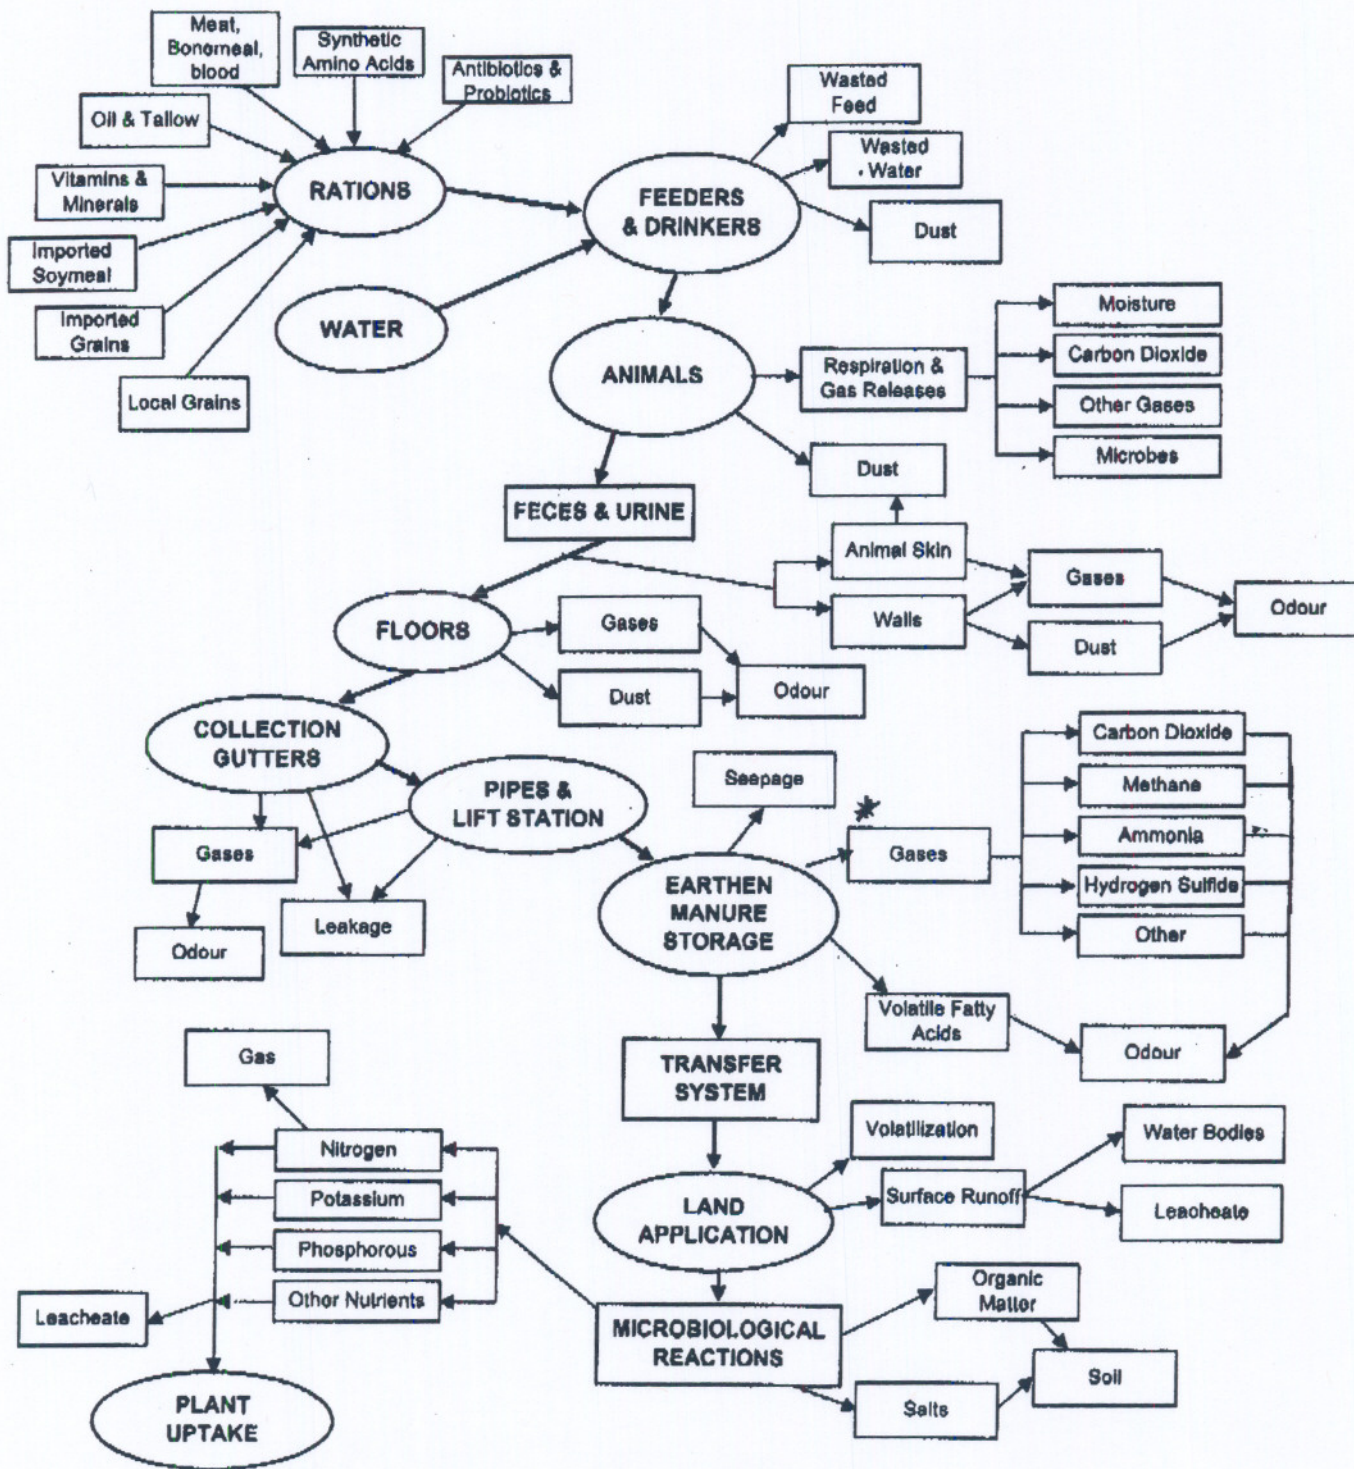 Meat,
Bonemeal,
blood
Synthetic
Amino Acids
Antibiotics &
Probiotics
Oil & Tallow
Vitamins &
Minerals
Imported
Soymeal
Imported
Grains
Local Grains
RATIONS
WATER
FEEDERS
& DRINKERS
Wasted
Feed
Wasted
Water
Dust
ANIMALS
Respiration &
Gas Releases
Moisture
Carbon Dioxide
Other Gases
Microbes
Dust
FECES & URINE
Animal Skin
Walls
Gases
Dust
Odour
FLOORS
Gases
Dust
Odour
COLLECTION
GUTTERS
PIPES &
LIFT STATION
Gases
Odour
Leakage
Seepage
EARTHEN
MANURE
STORAGE
Gases
Carbon Dioxide
Methane
Ammonia
Hydrogen Sulfide
Other
Volatile Fatty
Acids
Odour
TRANSFER
SYSTEM
LAND
APPLICATION
Volatilization
Surface Runoff
Water Bodies
Leacheate
MICROBIOLOGICAL
REACTIONS
Organic
Matter
Salts
Soil
Gas
Nitrogen
Potassium
Phosphorous
Other Nutrients
Leacheate
PLANT
UPTAKE